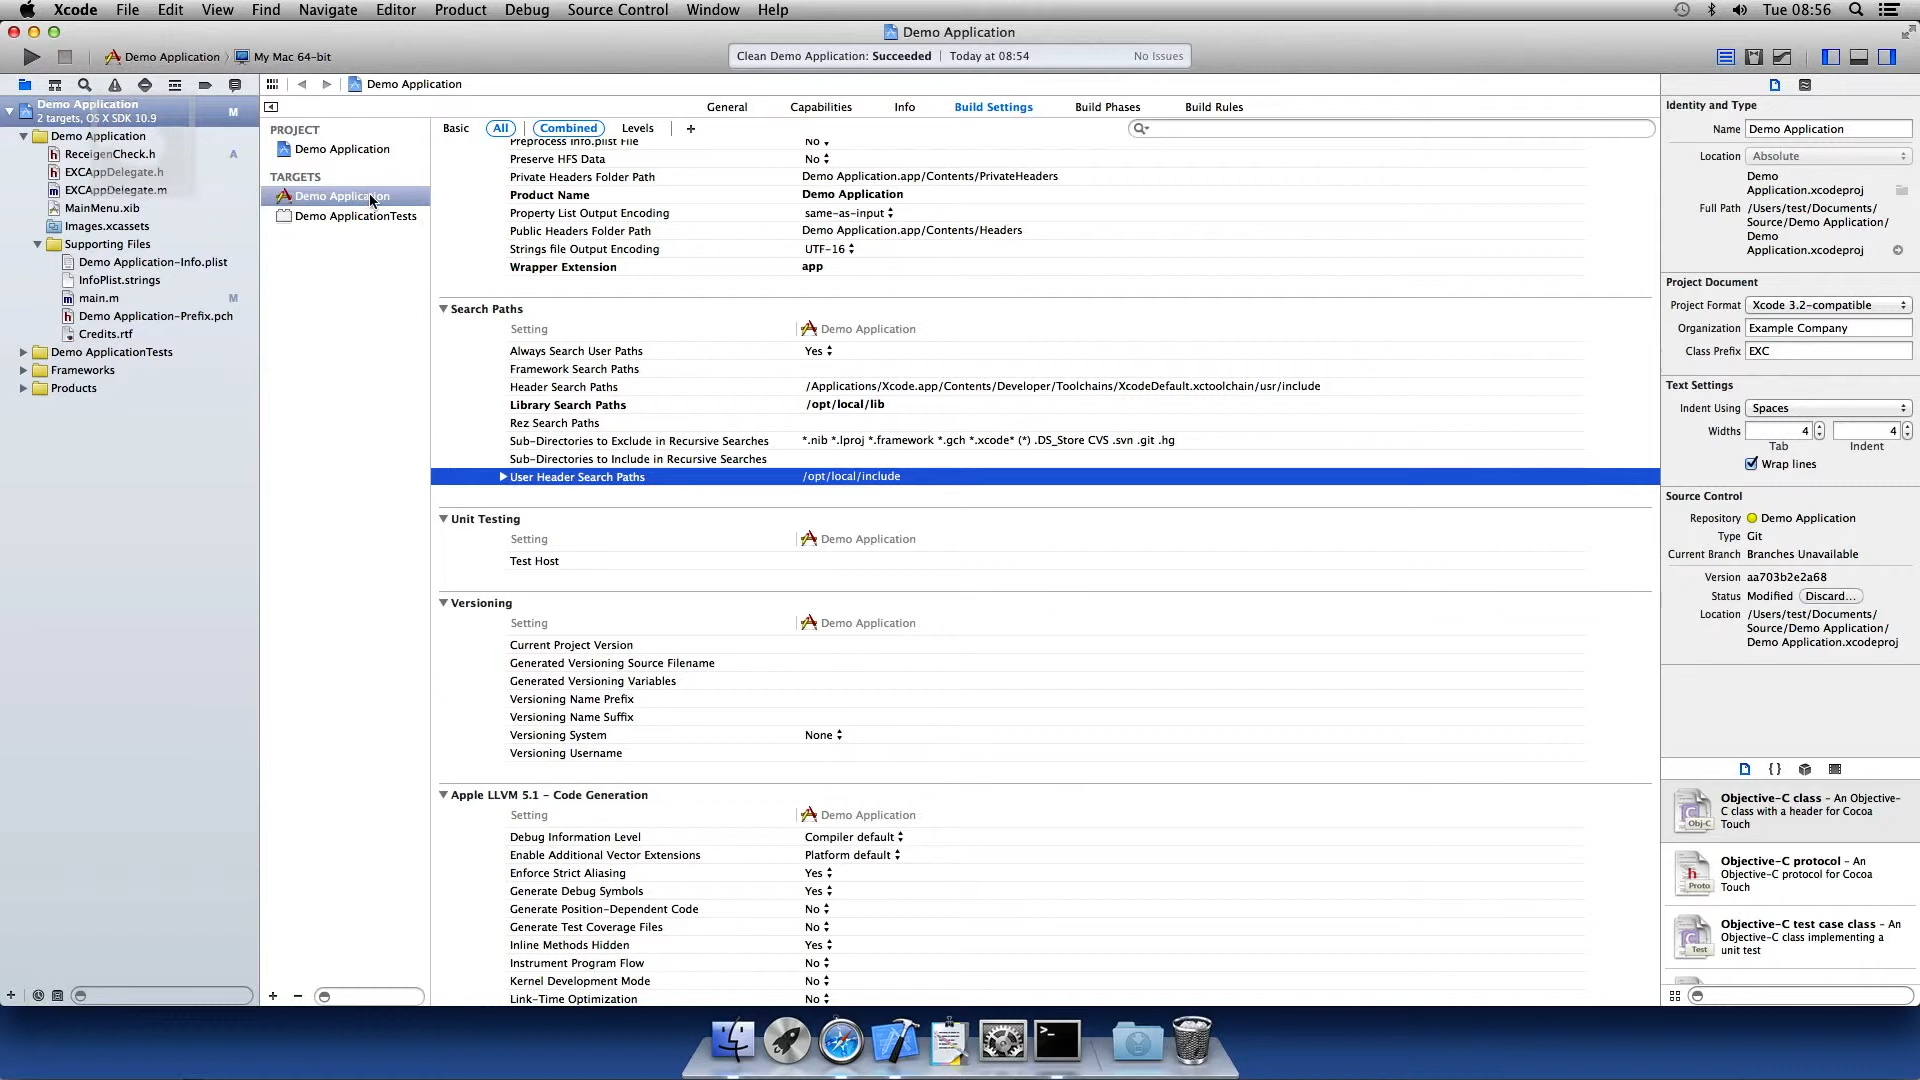 Xcode File Edit View Find Navigate Editor Product Debug Source Control Window Help Tue 08:56
Demo Application
Demo Application My Mac 64-bit
Clean Demo Application: Succeeded Today at 08:54 No Issues
Demo Application
Demo Application M
2 targets, OS X SDK 10.9
Demo Application
ReceigenCheck.h A
EXCAppDelegate.h
EXCAppDelegate.m
MainMenu.xib
Images.xcassets
Supporting Files
Demo Application-Info.plist
InfoPlist.strings
main.m M
Demo Application-Prefix.pch
Credits.rtf
Demo ApplicationTests
Frameworks
Products
PROJECT
Demo Application
TARGETS
Demo Application
Demo ApplicationTests
General Capabilities Info Build Settings Build Phases Build Rules
Basic All Combined Levels +
Preprocess Info.plist File No
Preserve HFS Data No
Private Headers Folder Path Demo Application.app/Contents/PrivateHeaders
Product Name Demo Application
Property List Output Encoding same-as-input
Public Headers Folder Path Demo Application.app/Contents/Headers
Strings file Output Encoding UTF-16
Wrapper Extension app
Search Paths
Setting Demo Application
Always Search User Paths Yes
Framework Search Paths
Header Search Paths /Applications/Xcode.app/Contents/Developer/Toolchains/XcodeDefault.xctoolchain/usr/include
Library Search Paths /opt/local/lib
Rez Search Paths
Sub-Directories to Exclude in Recursive Searches *.nib *.lproj *.framework *.gch *.xcode* (*) .DS_Store CVS .svn .git .hg
Sub-Directories to Include in Recursive Searches
User Header Search Paths /opt/local/include
Unit Testing
Setting Demo Application
Test Host
Versioning
Setting Demo Application
Current Project Version
Generated Versioning Source Filename
Generated Versioning Variables
Versioning Name Prefix
Versioning Name Suffix
Versioning System None
Versioning Username
Apple LLVM 5.1 - Code Generation
Setting Demo Application
Debug Information Level Compiler default
Enable Additional Vector Extensions Platform default
Enforce Strict Aliasing Yes
Generate Debug Symbols Yes
Generate Position-Dependent Code No
Generate Test Coverage Files No
Inline Methods Hidden Yes
Instrument Program Flow No
Kernel Development Mode No
Link-Time Optimization No
Identity and Type
Name Demo Application
Location Absolute
Demo
Application.xcodeproj
Full Path /Users/test/Documents/
Source/Demo Application/
Demo
Application.xcodeproj
Project Document
Project Format Xcode 3.2-compatible
Organization Example Company
Class Prefix EXC
Text Settings
Indent Using Spaces
Widths 4 4
Tab Indent
Wrap lines
Source Control
Repository Demo Application
Type Git
Current Branch Branches Unavailable
Version aa703b2e2a68
Status Modified Discard...
Location /Users/test/Documents/
Source/Demo Application/
Demo Application.xcodeproj
Obj-C
Objective-C class - An Objective-
C class with a header for Cocoa
Touch
Proto
Objective-C protocol - An
Objective-C protocol for Cocoa
Touch
Test
Objective-C test case class - An
Objective-C class implementing a
unit test